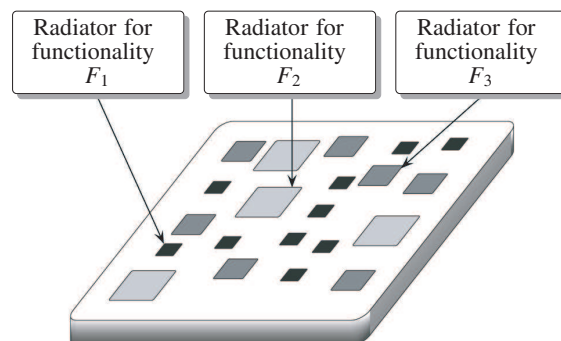 Radiator for
functionality
F1
Radiator for
functionality
F2
Radiator for
functionality
F3